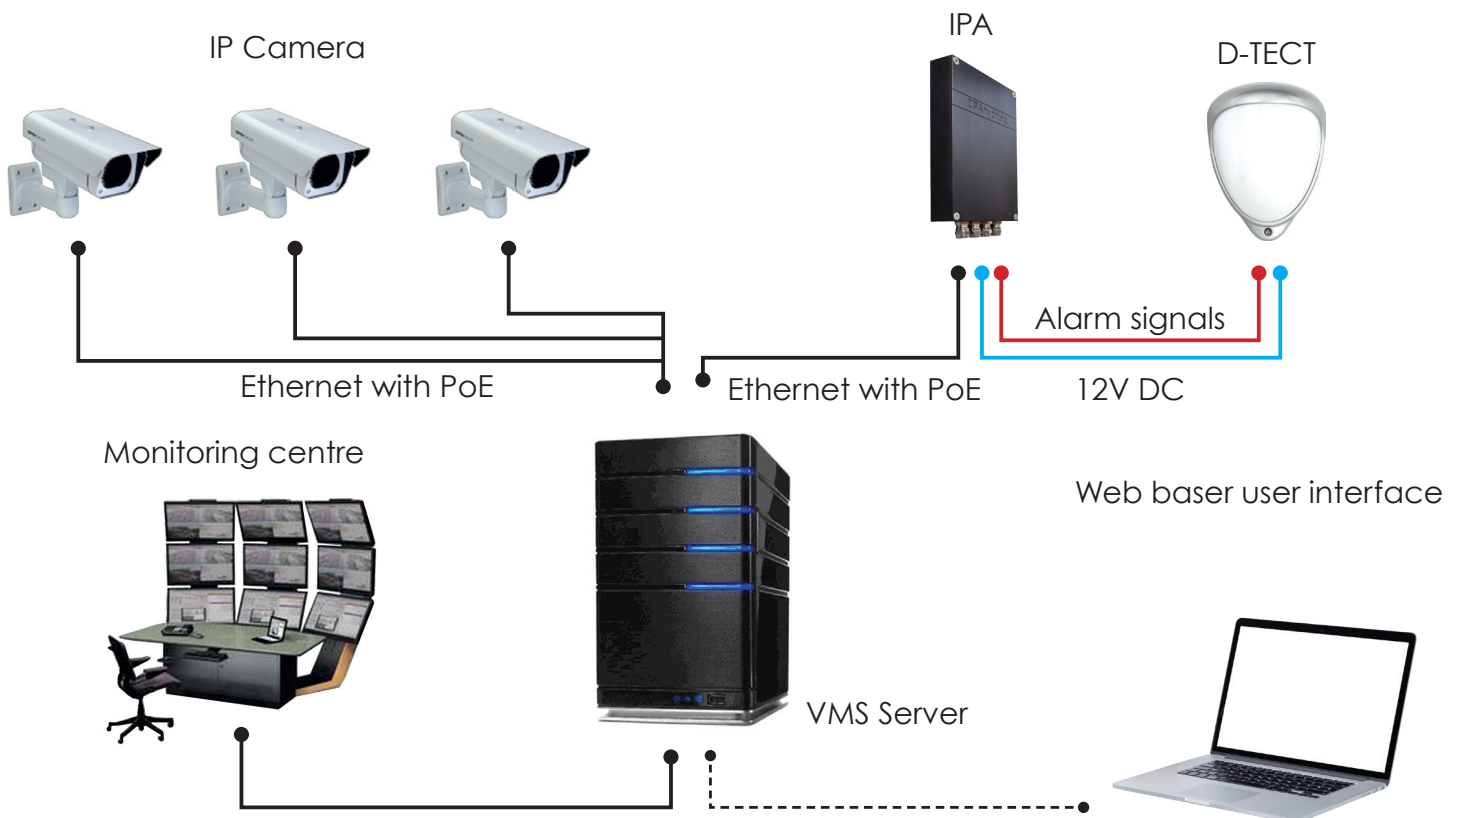 IPA
IP Camera
D-TECT
Alarm signals
Ethernet with PoE
Ethernet with PoE
12V DC
Monitoring centre
Web baser user interface
VMS Server